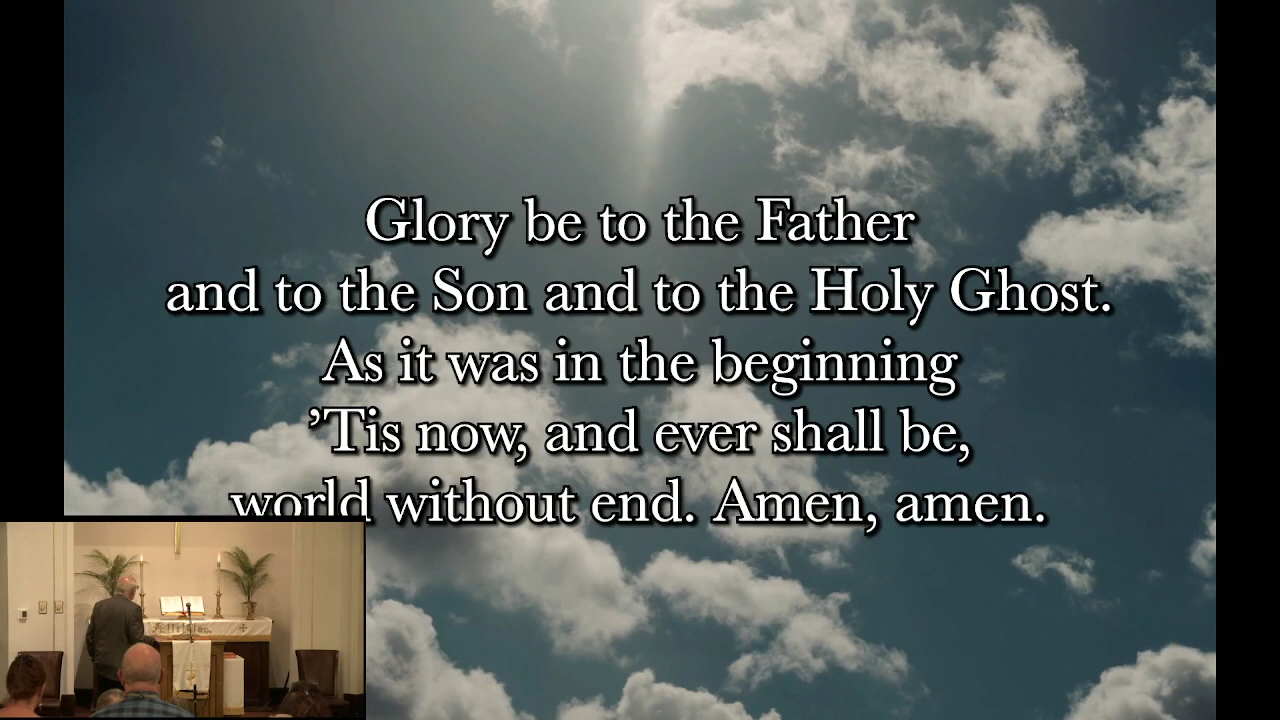 Glory be to the Father
and to the Son and to the Holy Ghost.
As it was in the beginning
’Tis now, and ever shall be,
world without end. Amen, amen.